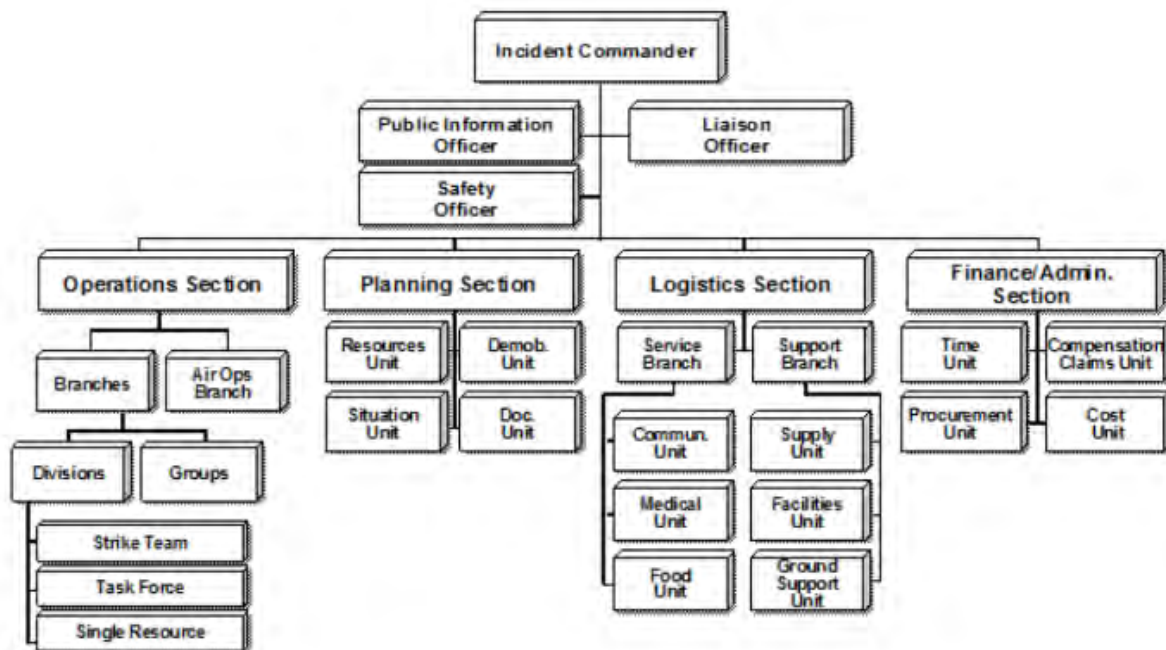 Incident Commander
Public Information
Officer
Liaison
Officer
Safety
Officer
Operations Section
Planning Section
Logistics Section
Finance/Admin.
Section
Branches
Air Ops
Branch
Divisions
Groups
Strike Team
Task Force
Single Resource
Resources
Unit
Demob.
Unit
Situation
Unit
Doc.
Unit
Service
Branch
Support
Branch
Commun.
Unit
Supply
Unit
Medical
Unit
Facilities
Unit
Food
Unit
Ground
Support
Unit
Time
Unit
Compensation
Claims Unit
Procurement
Unit
Cost
Unit